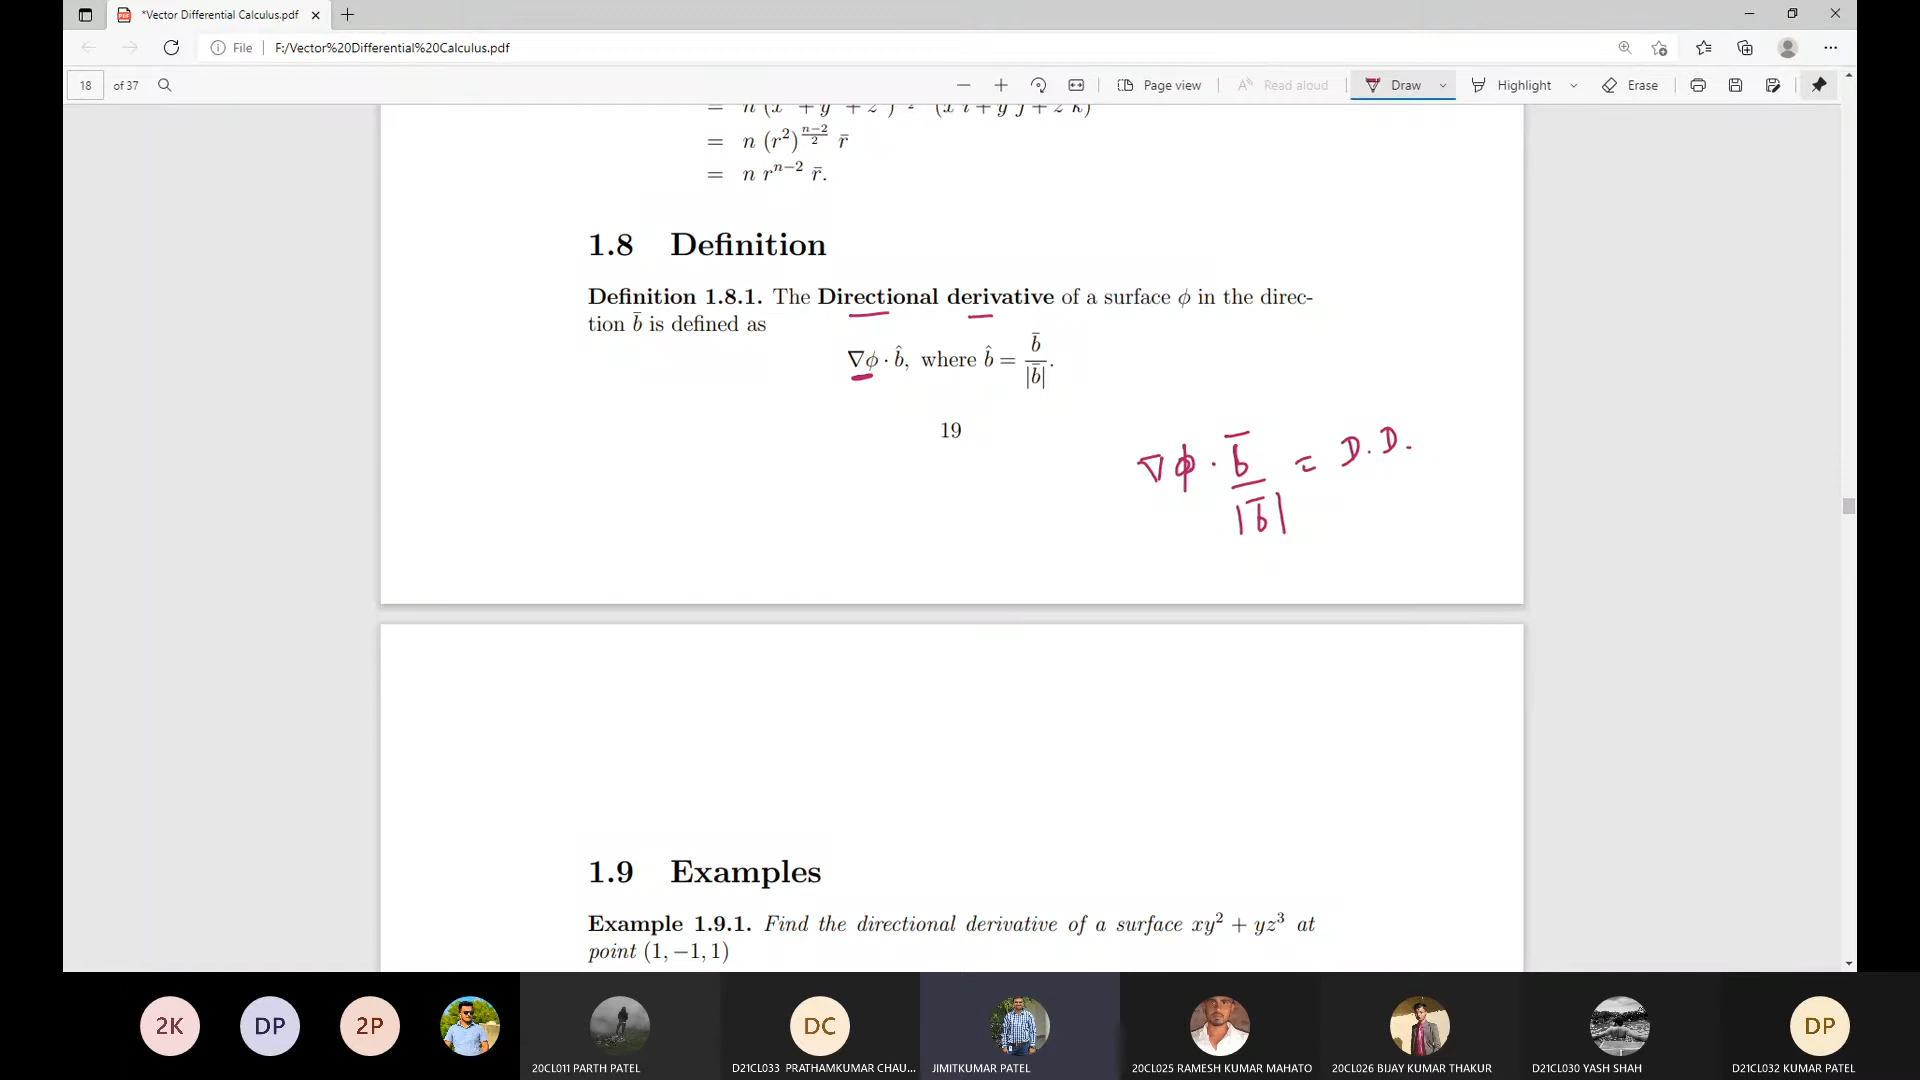 *Vector Differential Calculus.pdf
File | F:/Vector%20Differential%20Calculus.pdf
18 of 37 Page view Read aloud Draw Highlight Erase
= n (r²)^{\frac{n−2}{2}} r̄
= n r^{n−2} r̄.
1.8 Definition
Definition 1.8.1. The Directional derivative of a surface ϕ in the direc-
tion b̄ is defined as
∇ϕ · b̂, where b̂ = b̄/|b̄|.
19
∇ϕ · b̄/|b̄| = D.D.
1.9 Examples
Example 1.9.1. Find the directional derivative of a surface xy² + yz³ at
point (1, −1, 1)
2K DP 2P DC DP
20CL011 PARTH PATEL D21CL033 PRATHAMKUMAR CHAU... JIMITKUMAR PATEL 20CL025 RAMESH KUMAR MAHATO 20CL026 BIJAY KUMAR THAKUR D21CL030 YASH SHAH D21CL032 KUMAR PATEL